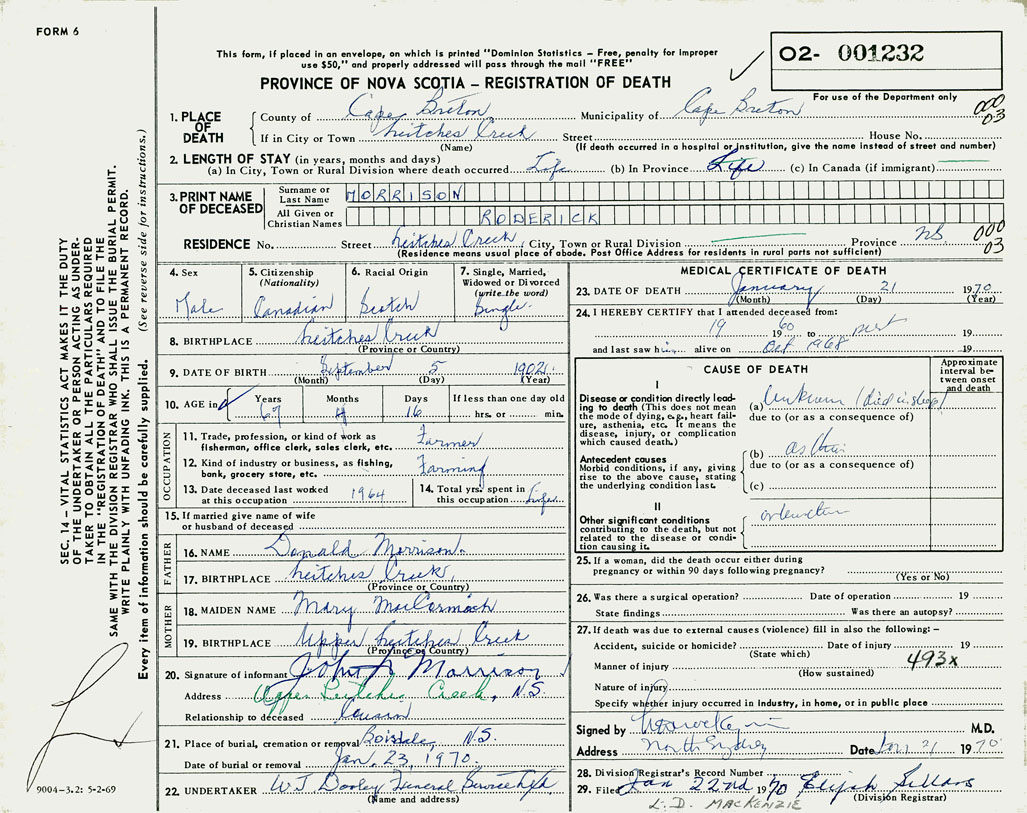 FORM 6
This form, if placed in an envelope, on which is printed "Dominion Statistics – Free, penalty for improper
use $50," and properly addressed will pass through the mail "FREE"
O2- 001232
PROVINCE OF NOVA SCOTIA – REGISTRATION OF DEATH
For use of the Department only
1. PLACE OF DEATH
County of Cape Breton Municipality of Cape Breton 000 03
If in City or Town Leitches Creek Street House No.
(Name) (If death occurred in a hospital or institution, give the name instead of street and number)
2. LENGTH OF STAY (in years, months and days)
(a) In City, Town or Rural Division where death occurred Life (b) In Province Life (c) In Canada (if immigrant)
3. PRINT NAME OF DECEASED
Surname or Last Name MORRISON
All Given or Christian Names RODERICK
RESIDENCE No. Street Leitches Creek City, Town or Rural Division Province N.S. 000 03
(Residence means usual place of abode. Post Office Address for residents in rural parts not sufficient)
4. Sex Male
5. Citizenship (Nationality) Canadian
6. Racial Origin Scotch
7. Single, Married, Widowed or Divorced (write the word) Single
8. BIRTHPLACE Leitches Creek
(Province or Country)
9. DATE OF BIRTH September 5 1902
(Month) (Day) (Year)
10. AGE in Years Months Days If less than one day old
67 4 16 hrs. or min.
OCCUPATION
11. Trade, profession, or kind of work as fisherman, office clerk, sales clerk, etc. Farmer
12. Kind of industry or business, as fishing, bank, grocery store, etc. Farming
13. Date deceased last worked at this occupation 1964
14. Total yrs. spent in this occupation Life
15. If married give name of wife or husband of deceased
FATHER
16. NAME Donald Morrison
17. BIRTHPLACE Leitches Creek
(Province or Country)
MOTHER
18. MAIDEN NAME Mary MacCormack
19. BIRTHPLACE Upper Leitches Creek
(Province or Country)
20. Signature of informant John A Morrison
Address Upper Leitches Creek, N.S.
Relationship to deceased Cousin
21. Place of burial, cremation or removal Boisdale, N.S.
Date of burial or removal Jan. 23, 1970.
22. UNDERTAKER W J Dooley Funeral Service
(Name and address)
MEDICAL CERTIFICATE OF DEATH
23. DATE OF DEATH January 21 1970
(Month) (Day) (Year)
24. I HEREBY CERTIFY that I attended deceased from:
19 1960 to 19
and last saw him alive on Oct 1968 19
CAUSE OF DEATH
Approximate interval between onset and death
I
Disease or condition directly leading to death (This does not mean the mode of dying, e.g., heart failure, asthenia, etc. It means the disease, injury, or complication which caused death.)
(a) Unknown (died in sleep)
due to (or as a consequence of)
Antecedent causes
Morbid conditions, if any, giving rise to the above cause, stating the underlying condition last.
(b)
due to (or as a consequence of)
(c)
II
Other significant conditions contributing to the death, but not related to the disease or condition causing it.
25. If a woman, did the death occur either during pregnancy or within 90 days following pregnancy?
(Yes or No)
26. Was there a surgical operation? Date of operation 19
State findings Was there an autopsy?
27. If death was due to external causes (violence) fill in also the following: –
Accident, suicide or homicide? Date of injury 19
(State which)
493x
Manner of injury
(How sustained)
Nature of injury
Specify whether injury occurred in Industry, in home, or in public place
Signed by M.D.
Address North Sydney Date Jan 21 1970
28. Division Registrar's Record Number
29. Filed Jan 22nd 1970 Elijah
(Division Registrar)
L. D. MACKENZIE
9004-3.2: 5-2-69
SEC. 14 – VITAL STATISTICS ACT MAKES IT THE DUTY
OF THE UNDERTAKER OR PERSON ACTING AS UNDER-
TAKER TO OBTAIN ALL THE PARTICULARS REQUIRED
IN THE "REGISTRATION OF DEATH" AND TO FILE THE
SAME WITH THE DIVISION REGISTRAR WHO SHALL ISSUE THE BURIAL PERMIT.
WRITE PLAINLY WITH UNFADING INK. THIS IS A PERMANENT RECORD.
Every item of information should be carefully supplied. (See reverse side for instructions.)